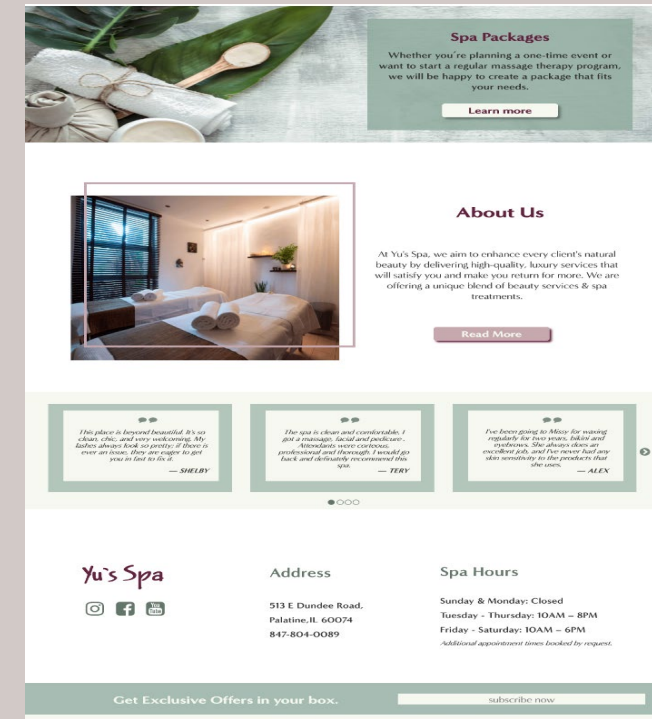 Spa Packages
Whether you´re planning a one-time event or
want to start a regular massage therapy program,
we will be happy to create a package that fits
your needs.
Learn more
About Us
At Yu's Spa, we aim to enhance every client's natural
beauty by delivering high-quality, luxury services that
will satisfy you and make you return for more. We are
offering a unique blend of beauty services & spa
treatments.
Read More
This place is beyond beautiful. It's so
clean, chic, and very welcoming. My
lashes always look so pretty; if there is
ever an issue, they are eager to get
you in fast to fix it.
— SHELBY
The spa is clean and comfortable. I
got a massage, facial and pedicure .
Attendants were corteous,
professional and thorough. I would go
back and definately recommend this
spa.
— TERY
I've been going to Missy for waxing
regularly for two years, bikini and
eyebrows. She always does an
excellent job, and I've never had any
skin sensitivity to the products that
she uses.
— ALEX
Yu`s Spa
You
Tube
Address
513 E Dundee Road,
Palatine, IL 60074
847-804-0089
Spa Hours
Sunday & Monday: Closed
Tuesday - Thursday: 10AM – 8PM
Friday - Saturday: 10AM – 6PM
Additional appointment times booked by request.
Get Exclusive Offers in your box.
subscribe now